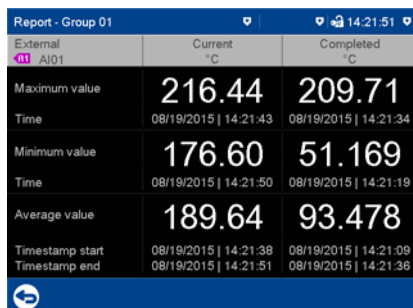 Report - Group 01 14:21:51
External Current Completed
R1 AI01 °C °C
Maximum value 216.44 209.71
Time 08/19/2015 | 14:21:43 08/19/2015 | 14:21:34
Minimum value 176.60 51.169
Time 08/19/2015 | 14:21:50 08/19/2015 | 14:21:19
Average value 189.64 93.478
Timestamp start 08/19/2015 | 14:21:38 08/19/2015 | 14:21:09
Timestamp end 08/19/2015 | 14:21:51 08/19/2015 | 14:21:36